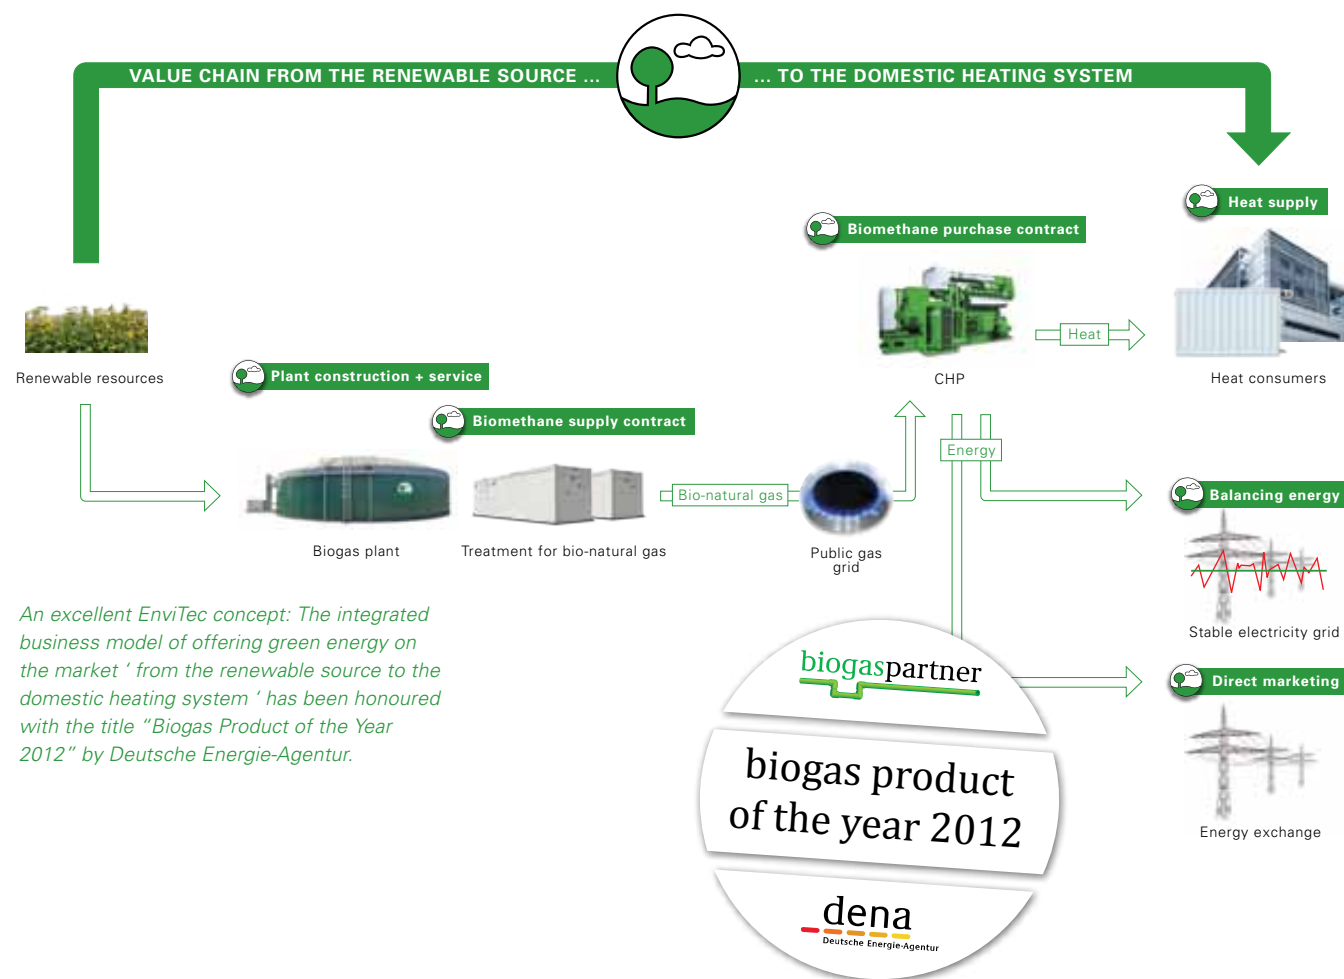 VALUE CHAIN FROM THE RENEWABLE SOURCE ...
... TO THE DOMESTIC HEATING SYSTEM
Heat supply
Biomethane purchase contract
Heat
Renewable resources
Plant construction + service
CHP
Heat consumers
Biomethane supply contract
Energy
Bio-natural gas
Balancing energy
Biogas plant
Treatment for bio-natural gas
Public gas
grid
Stable electricity grid
An excellent EnviTec concept: The integrated
business model of offering green energy on
the market ‘ from the renewable source to the
domestic heating system ‘ has been honoured
with the title “Biogas Product of the Year
2012” by Deutsche Energie-Agentur.
biogaspartner
Direct marketing
biogas product
of the year 2012
Energy exchange
dena
Deutsche Energie-Agentur